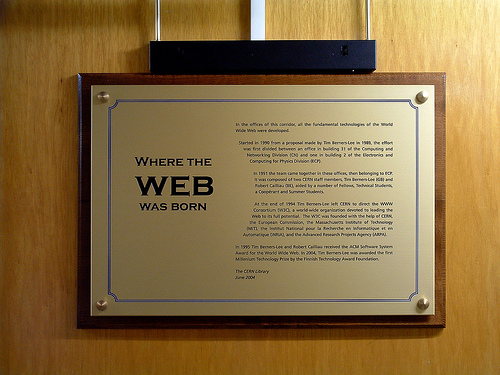 WHERE THE
WEB
WAS BORN
In the offices of this corridor, all the fundamental technologies of the World
Wide Web were developed.
Started in 1990 from a proposal made by Tim Berners-Lee in 1989, the effort
was first divided between an office in building 31 of the Computing and
Networking Division (CN) and one in building 2 of the Electronics and
Computing for Physics Division (ECP)
In 1991 the team came together in these offices, then belonging to ECP.
It was composed of two CERN staff members, Tim Berners-Lee (GB) and
Robert Cailliau (BE), aided by a number of Fellows, Technical Students,
a Coopérant and Summer Students.
At the end of 1994 Tim Berners-Lee left CERN to direct the WWW
Consortium (W3C), a world-wide organization devoted to leading the
Web to its full potential. The W3C was founded with the help of CERN,
the European Commission, the Massachusetts Institute of Technology
(MIT), the Institut National pour la Recherche en Informatique et en
Automatique (INRIA), and the Advanced Research Projects Agency (ARPA).
In 1995 Tim Berners-Lee and Robert Cailliau received the ACM Software System
Award for the World Wide Web. In 2004, Tim Berners-Lee was awarded the first
Millennium Technology Prize by the Finnish Technology Award Foundation.
The CERN Library
June 2004